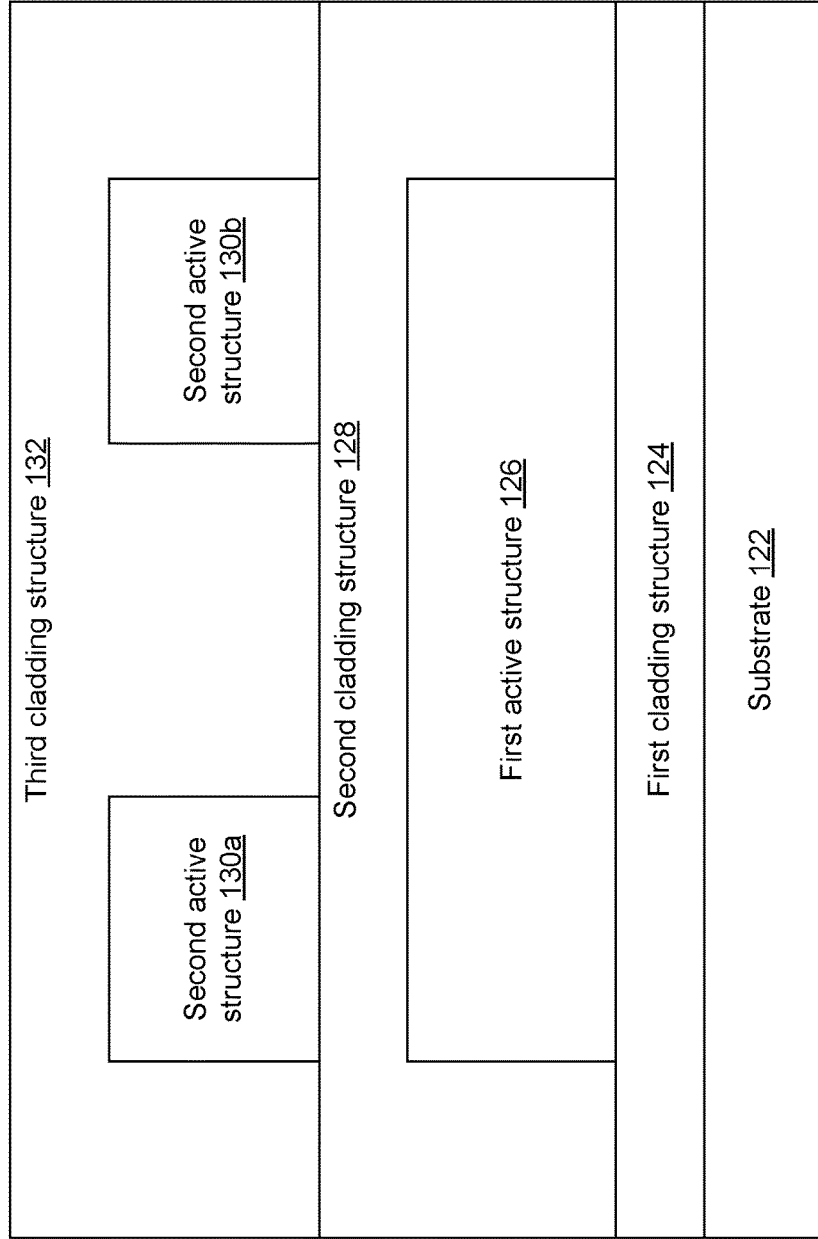 Third cladding structure 132
Second active
structure 130a
Second active
structure 130b
Second cladding structure 128
First active structure 126
First cladding structure 124
Substrate 122